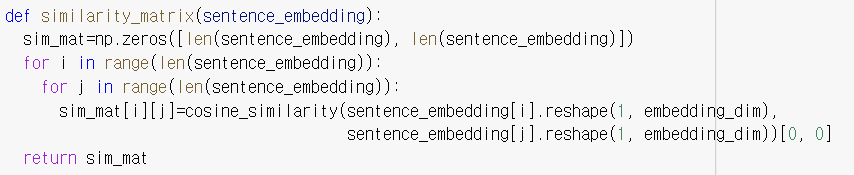 def similarity_matrix(sentence_embedding):
  sim_mat=np.zeros([len(sentence_embedding), len(sentence_embedding)])
  for i in range(len(sentence_embedding)):
    for j in range(len(sentence_embedding)):
      sim_mat[i][j]=cosine_similarity(sentence_embedding[i].reshape(1, embedding_dim),
                                      sentence_embedding[j].reshape(1, embedding_dim))[0, 0]
  return sim_mat